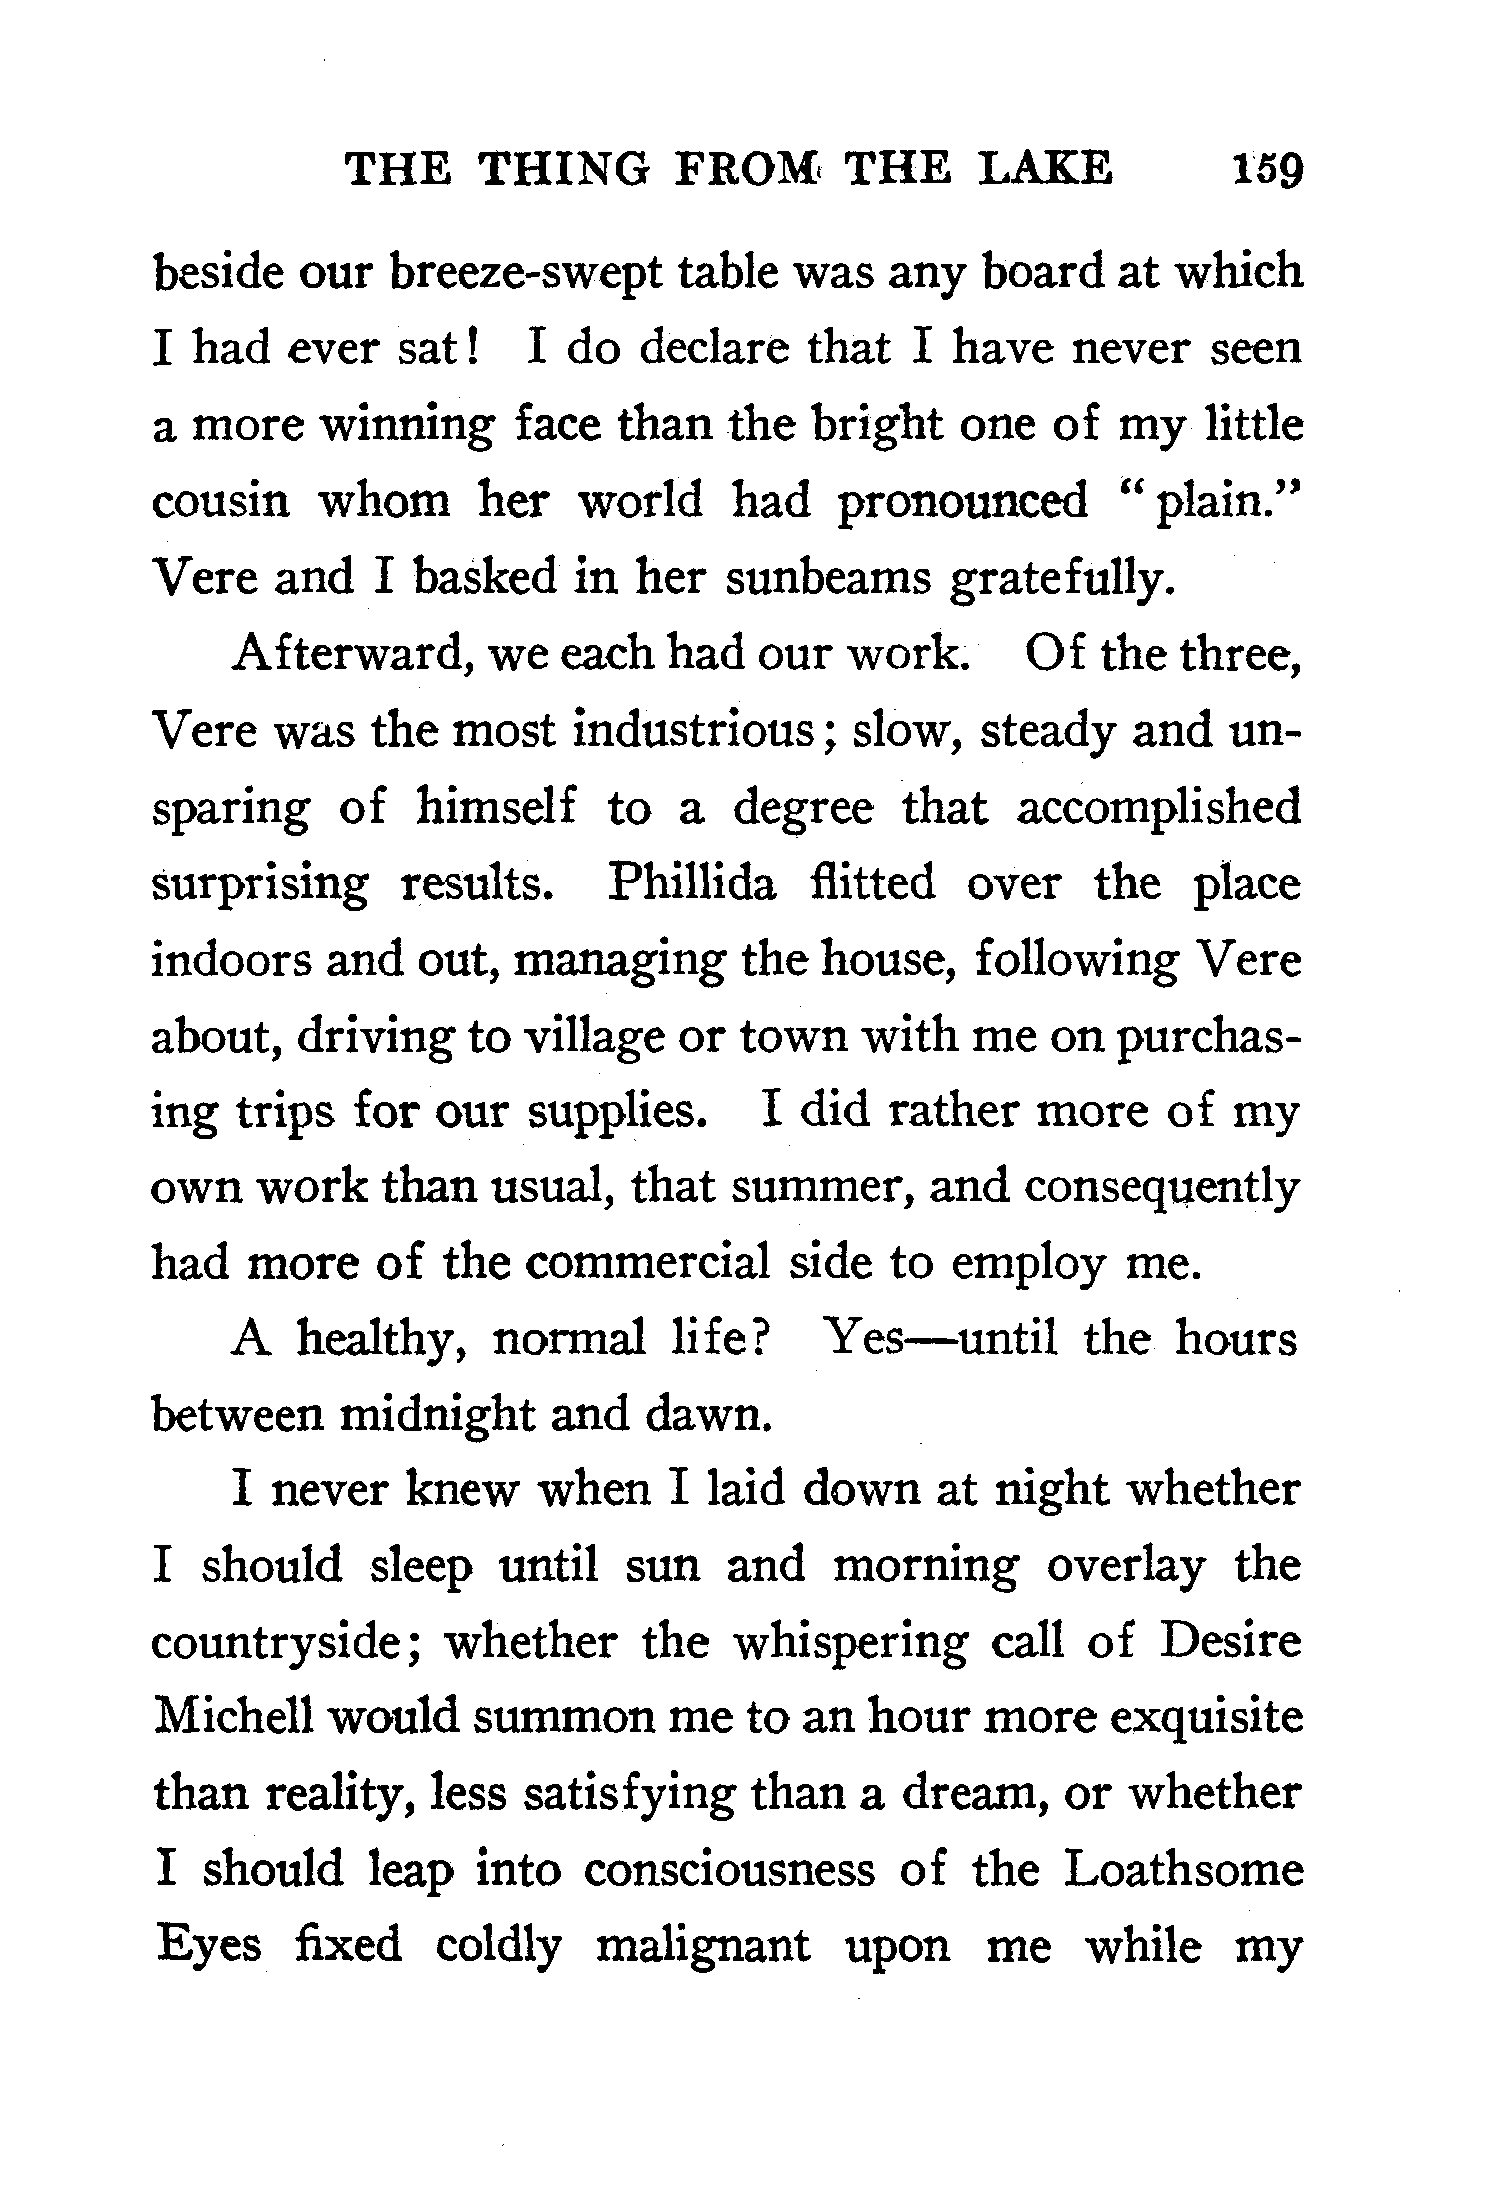 THE THING FROM THE LAKE 159
beside our breeze-swept table was any board at which
I had ever sat! I do declare that I have never seen
a more winning face than the bright one of my little
cousin whom her world had pronounced “ plain.”
Vere and I basked in her sunbeams gratefully.
Afterward, we each had our work. Of the three,
Vere was the most industrious; slow, steady and un-
sparing of himself to a degree that accomplished
surprising results. Phillida flitted over the place
indoors and out, managing the house, following Vere
about, driving to village or town with me on purchas-
ing trips for our supplies. I did rather more of my
own work than usual, that summer, and consequently
had more of the commercial side to employ me.
A healthy, normal life? Yes—until the hours
between midnight and dawn.
I never knew when I laid down at night whether
I should sleep until sun and morning overlay the
countryside; whether the whispering call of Desire
Michell would summon me to an hour more exquisite
than reality, less satisfying than a dream, or whether
I should leap into consciousness of the Loathsome
Eyes fixed coldly malignant upon me while my